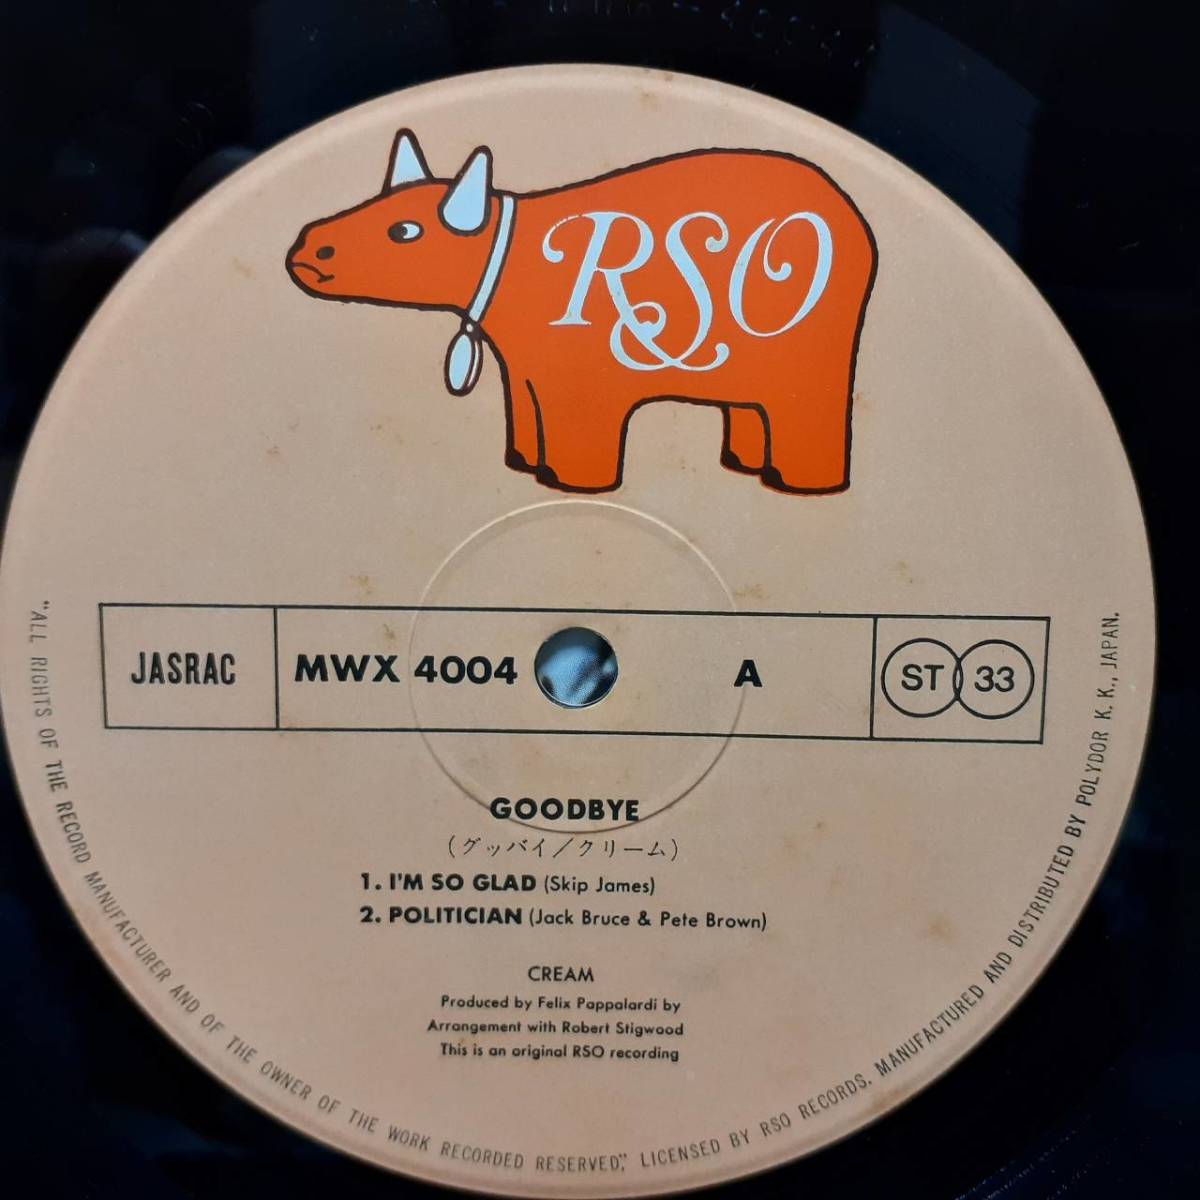 RSO
JASRAC
MWX 4004
A
ST 33
GOODBYE
(グッバイ/クリーム)
1. I'M SO GLAD (Skip James)
2. POLITICIAN (Jack Bruce & Pete Brown)
CREAM
Produced by Felix Pappalardi by
Arrangement with Robert Stigwood
This is an original RSO recording
"ALL RIGHTS OF THE RECORD MANUFACTURER AND OF THE OWNER OF THE WORK RECORDED RESERVED," LICENSED BY RSO RECORDS. MANUFACTURED AND DISTRIBUTED BY POLYDOR K. K., JAPAN.